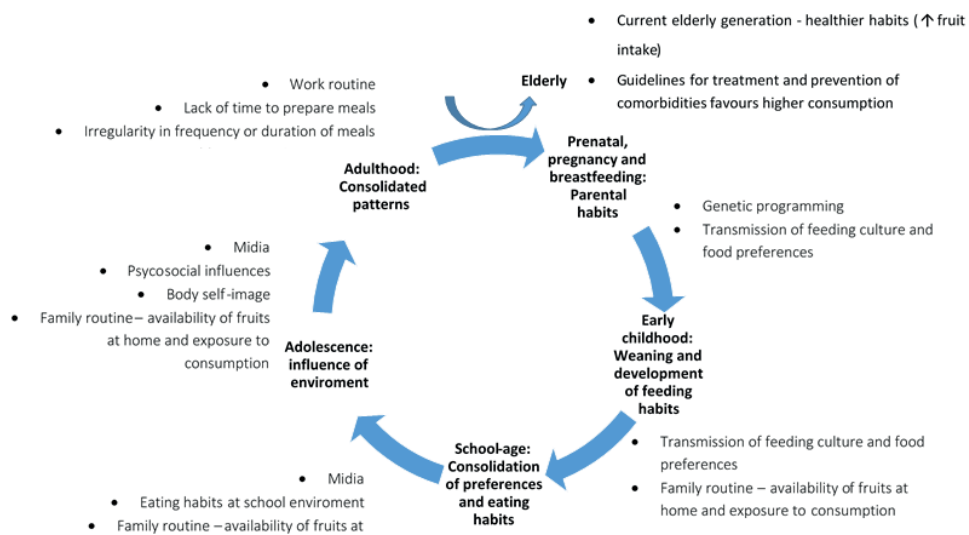 • Current elderly generation - healthier habits (↑ fruit
intake)
• Guidelines for treatment and prevention of
comorbidities favours higher consumption
Elderly
• Work routine
• Lack of time to prepare meals
• Irregularity in frequency or duration of meals
Prenatal,
pregnancy and
breastfeeding:
Parental
habits
• Genetic programming
• Transmission of feeding culture and
food preferences
Early
childhood:
Weaning and
development
of feeding
habits
• Transmission of feeding culture and food
preferences
• Family routine – availability of fruits at
home and exposure to consumption
School-age:
Consolidation
of preferences
and eating
habits
• Midia
• Eating habits at school enviroment
• Family routine – availability of fruits at
Adolescence:
influence of
enviroment
• Midia
• Psycosocial influences
• Body self-image
• Family routine – availability of fruits
at home and exposure to
consumption
Adulthood:
Consolidated
patterns